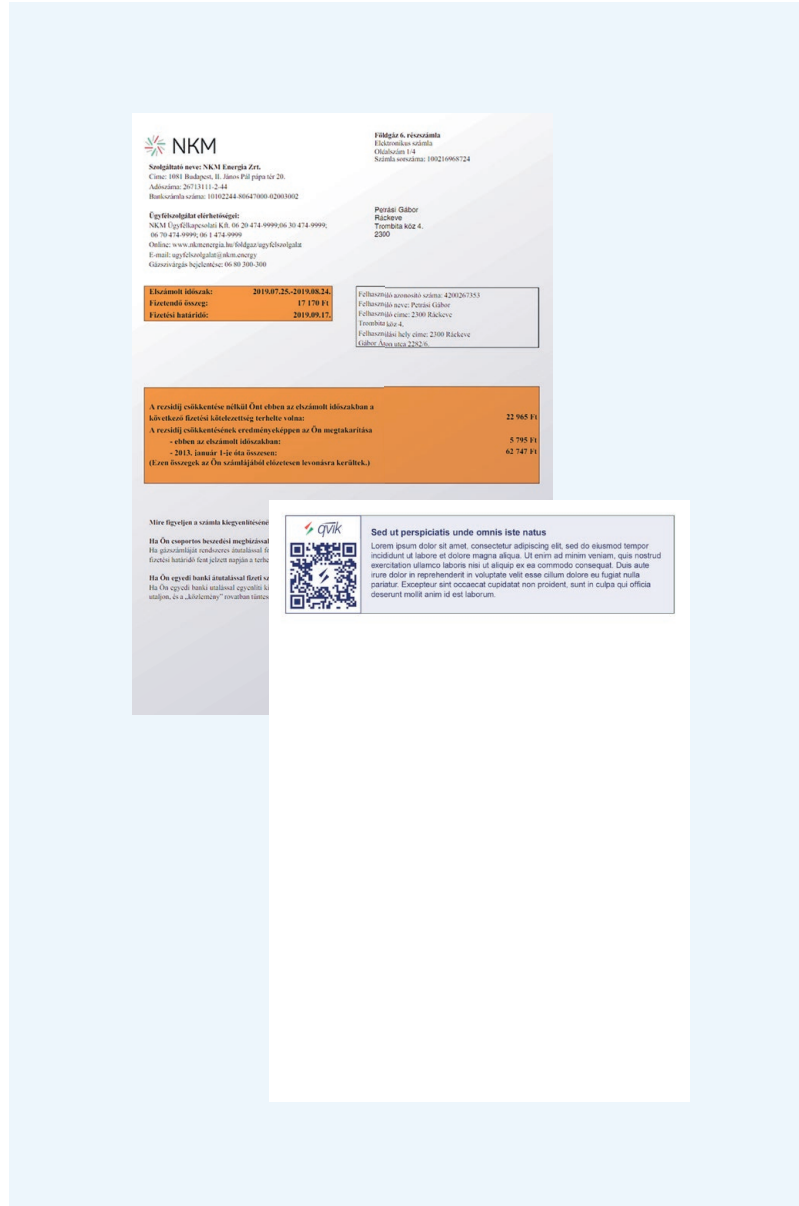 NKM
Szolgáltató neve: NKM Energia Zrt.
Címe: 1081 Budapest, II. János Pál pápa tér 20.
Adószáma: 26713111-2-44
Bankszámla száma: 10102244-80647000-02003002
Ügyfélszolgálat elérhetőségei:
NKM Ügyfélkapcsolati Kft. 06 20 474-9999;06 30 474-9999;
06 70 474-9999; 06 1 474-9999
Online: www.nkmenergia.hu/foldgaz/ugyfelszolgalat
E-mail: ugyfelszolgalat@nkm.energy
Gázszivárgás bejelentése: 06 80 300-300
Földgáz 6. részszámla
Elektronikus számla
Oldalszám 1/4
Számla sorszáma: 100216968724
Petrási Gábor
Ráckeve
Trombita köz 4.
2300
Elszámolt időszak: 2019.07.25.-2019.08.24.
Fizetendő összeg: 17 170 Ft
Fizetési határidő: 2019.09.17.
Felhasználó azonosító száma: 4200267353
Felhasználó neve: Petrási Gábor
Felhasználó címe: 2300 Ráckeve
Trombita köz 4.
Felhasználási hely címe: 2300 Ráckeve
Gábor Áron utca 2282/6.
A rezsidíj csökkentése nélkül Önt ebben az elszámolt időszakban a
következő fizetési kötelezettség terhelte volna: 22 965 Ft
A rezsidíj csökkentésének eredményeképpen az Ön megtakarítása
- ebben az elszámolt időszakban: 5 795 Ft
- 2013. január 1-je óta összesen: 62 747 Ft
(Ezen összegek az Ön számlájából előzetesen levonásra kerültek.)
Mire figyeljen a számla kiegyenlítéséné
Ha Ön csoportos beszedési megbízással
Ha gázszámláját rendszeres átutalással f
fizetési határidő fent jelzett napján a terhe
Ha Ön egyedi banki átutalással fizeti sz
Ha Ön egyedi banki utalással egyenlíti ki
utaljon, és a „közlemény” rovatban tüntes
qvik
Sed ut perspiciatis unde omnis iste natus
Lorem ipsum dolor sit amet, consectetur adipiscing elit, sed do eiusmod tempor
incididunt ut labore et dolore magna aliqua. Ut enim ad minim veniam, quis nostrud
exercitation ullamco laboris nisi ut aliquip ex ea commodo consequat. Duis aute
irure dolor in reprehenderit in voluptate velit esse cillum dolore eu fugiat nulla
pariatur. Excepteur sint occaecat cupidatat non proident, sunt in culpa qui officia
deserunt mollit anim id est laborum.